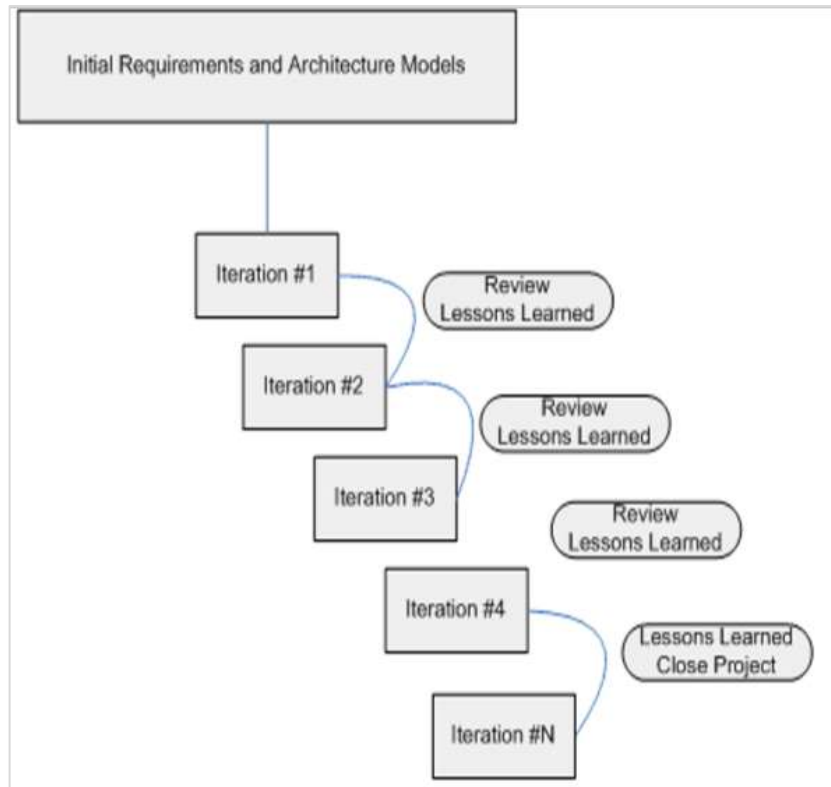 Initial Requirements and Architecture Models
Iteration #1
Review
Lessons Learned
Iteration #2
Review
Lessons Learned
Iteration #3
Review
Lessons Learned
Iteration #4
Lessons Learned
Close Project
Iteration #N